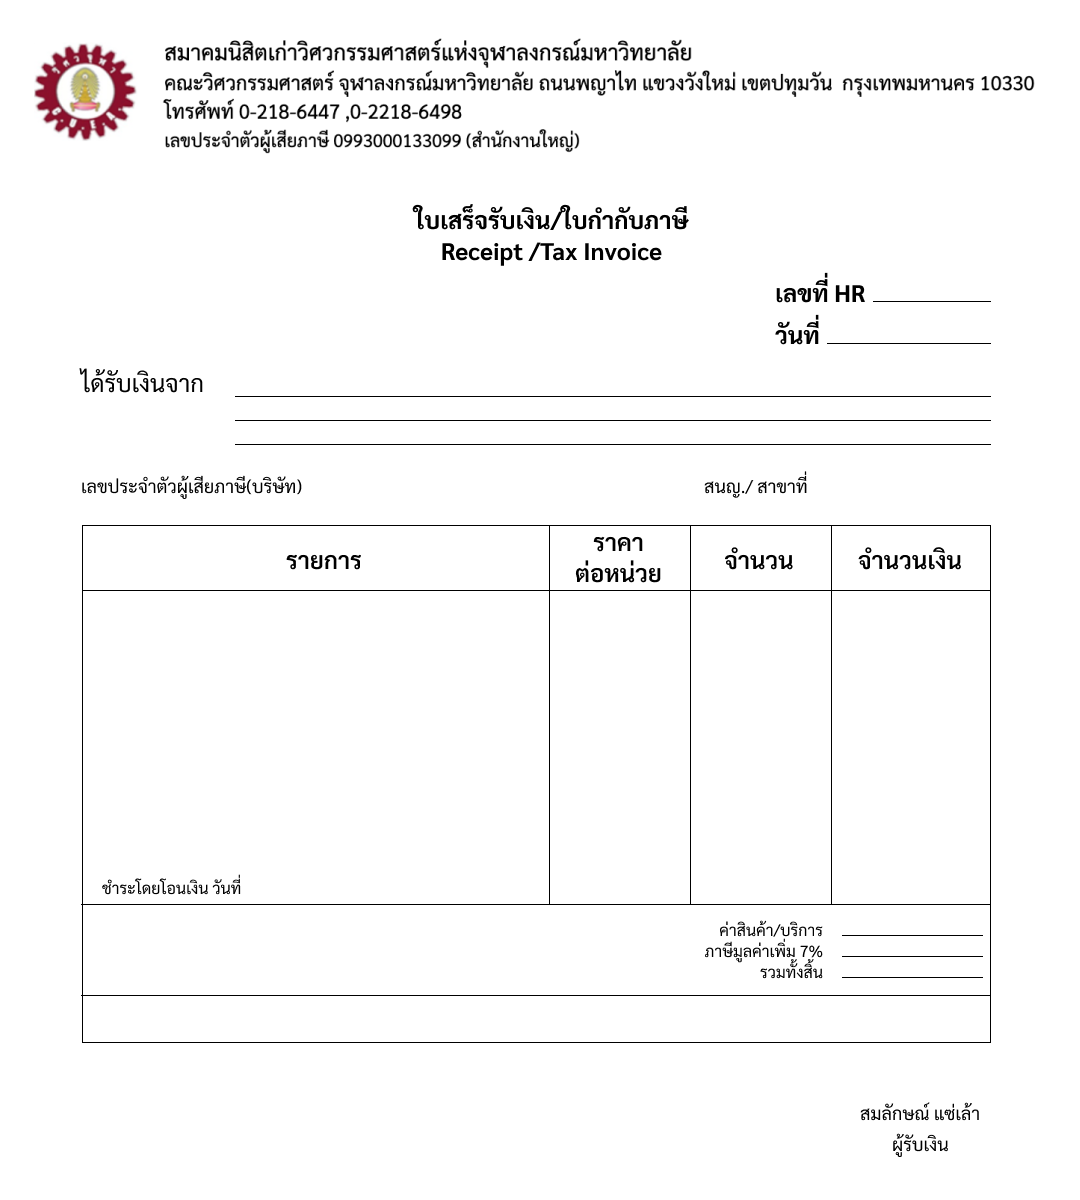 สมาคมนิสิตเก่าวิศวกรรมศาสตร์แห่งจุฬาลงกรณ์มหาวิทยาลัย
คณะวิศวกรรมศาสตร์ จุฬาลงกรณ์มหาวิทยาลัย ถนนพญาไท แขวงวังใหม่ เขตปทุมวัน กรุงเทพมหานคร 10330
โทรศัพท์ 0-218-6447 ,0-2218-6498
เลขประจำตัวผู้เสียภาษี 0993000133099 (สำนักงานใหญ่)
ใบเสร็จรับเงิน/ใบกำกับภาษี
Receipt /Tax Invoice
เลขที่ HR
วันที่
ได้รับเงินจาก
เลขประจำตัวผู้เสียภาษี(บริษัท) สนญ./ สาขาที่
รายการ ราคา ต่อหน่วย จำนวน จำนวนเงิน
ชำระโดยโอนเงิน วันที่
ค่าสินค้า/บริการ
ภาษีมูลค่าเพิ่ม 7%
รวมทั้งสิ้น
สมลักษณ์ แซ่เล้า
ผู้รับเงิน